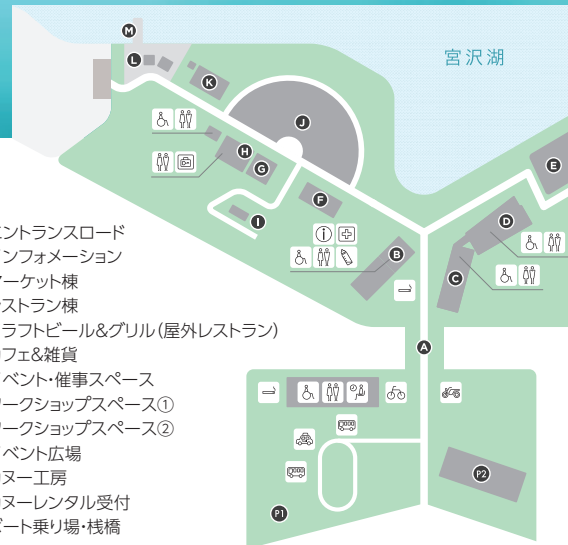 宮沢湖
M
L
K
J
H
G
F
I
E
D
B
C
A
P1
P2
ントランスロード
ンフォメーション
ーケット棟
ストラン棟
ラフトビール&グリル(屋外レストラン)
フェ&雑貨
ベント・催事スペース
ークショップスペース①
ークショップスペース②
ベント広場
ヌー工房
ヌーレンタル受付
ート乗り場・桟橋